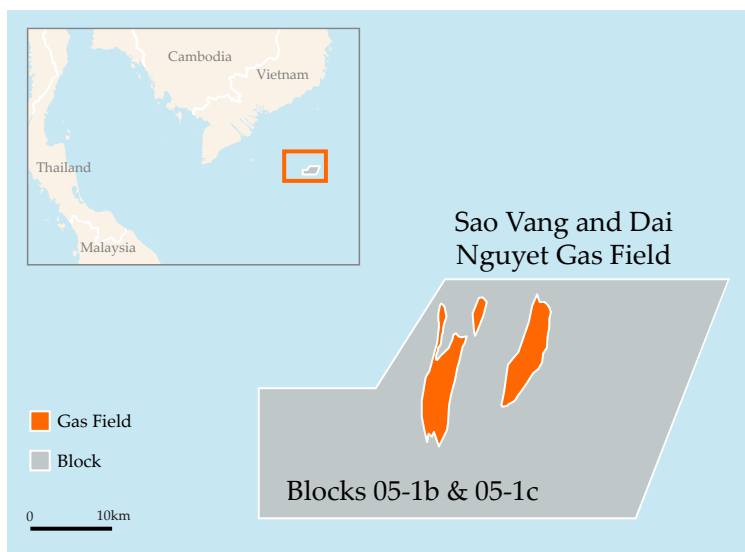 Cambodia
Vietnam
Thailand
Malaysia
Sao Vang and Dai
Nguyet Gas Field
Gas Field
Block
Blocks 05-1b & 05-1c
0 10km